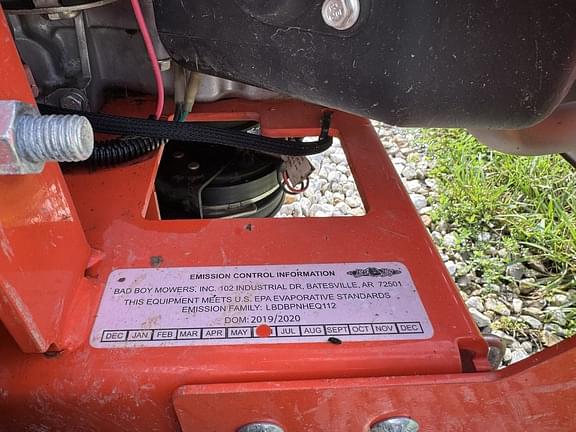 EMISSION CONTROL INFORMATION
BAD BOY MOWERS, INC. 102 INDUSTRIAL DR, BATESVILLE, AR 72501
THIS EQUIPMENT MEETS U.S. EPA EVAPORATIVE STANDARDS
EMISSION FAMILY: LBDBPNHEQ112
DOM: 2019/2020
DEC JAN FEB MAR APR MAY JUL AUG SEPT OCT NOV DEC